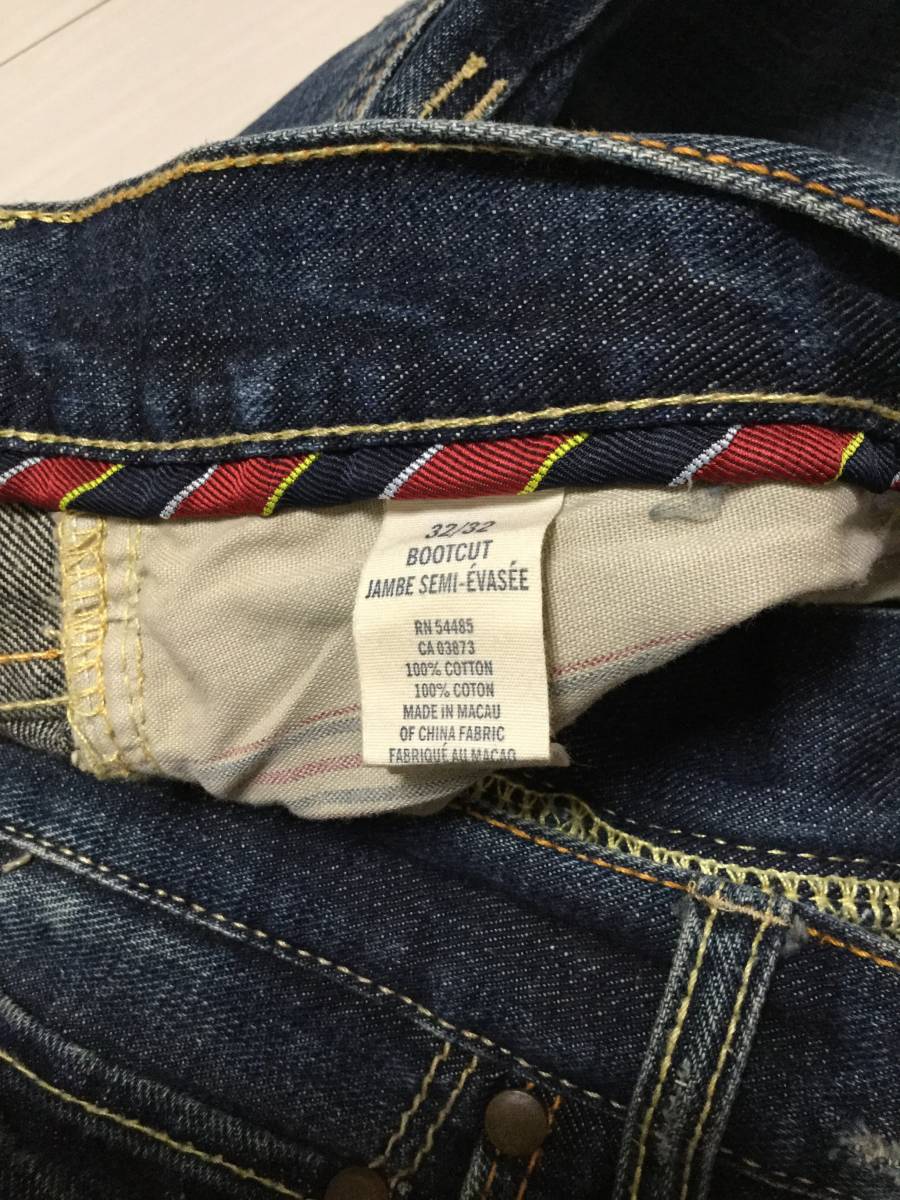 32/32
BOOTCUT
JAMBE SEMI-ÉVASÉE
RN 54485
CA 03873
100% COTTON
100% COTON
MADE IN MACAU
OF CHINA FABRIC
FABRIQUÉ AU MACAO